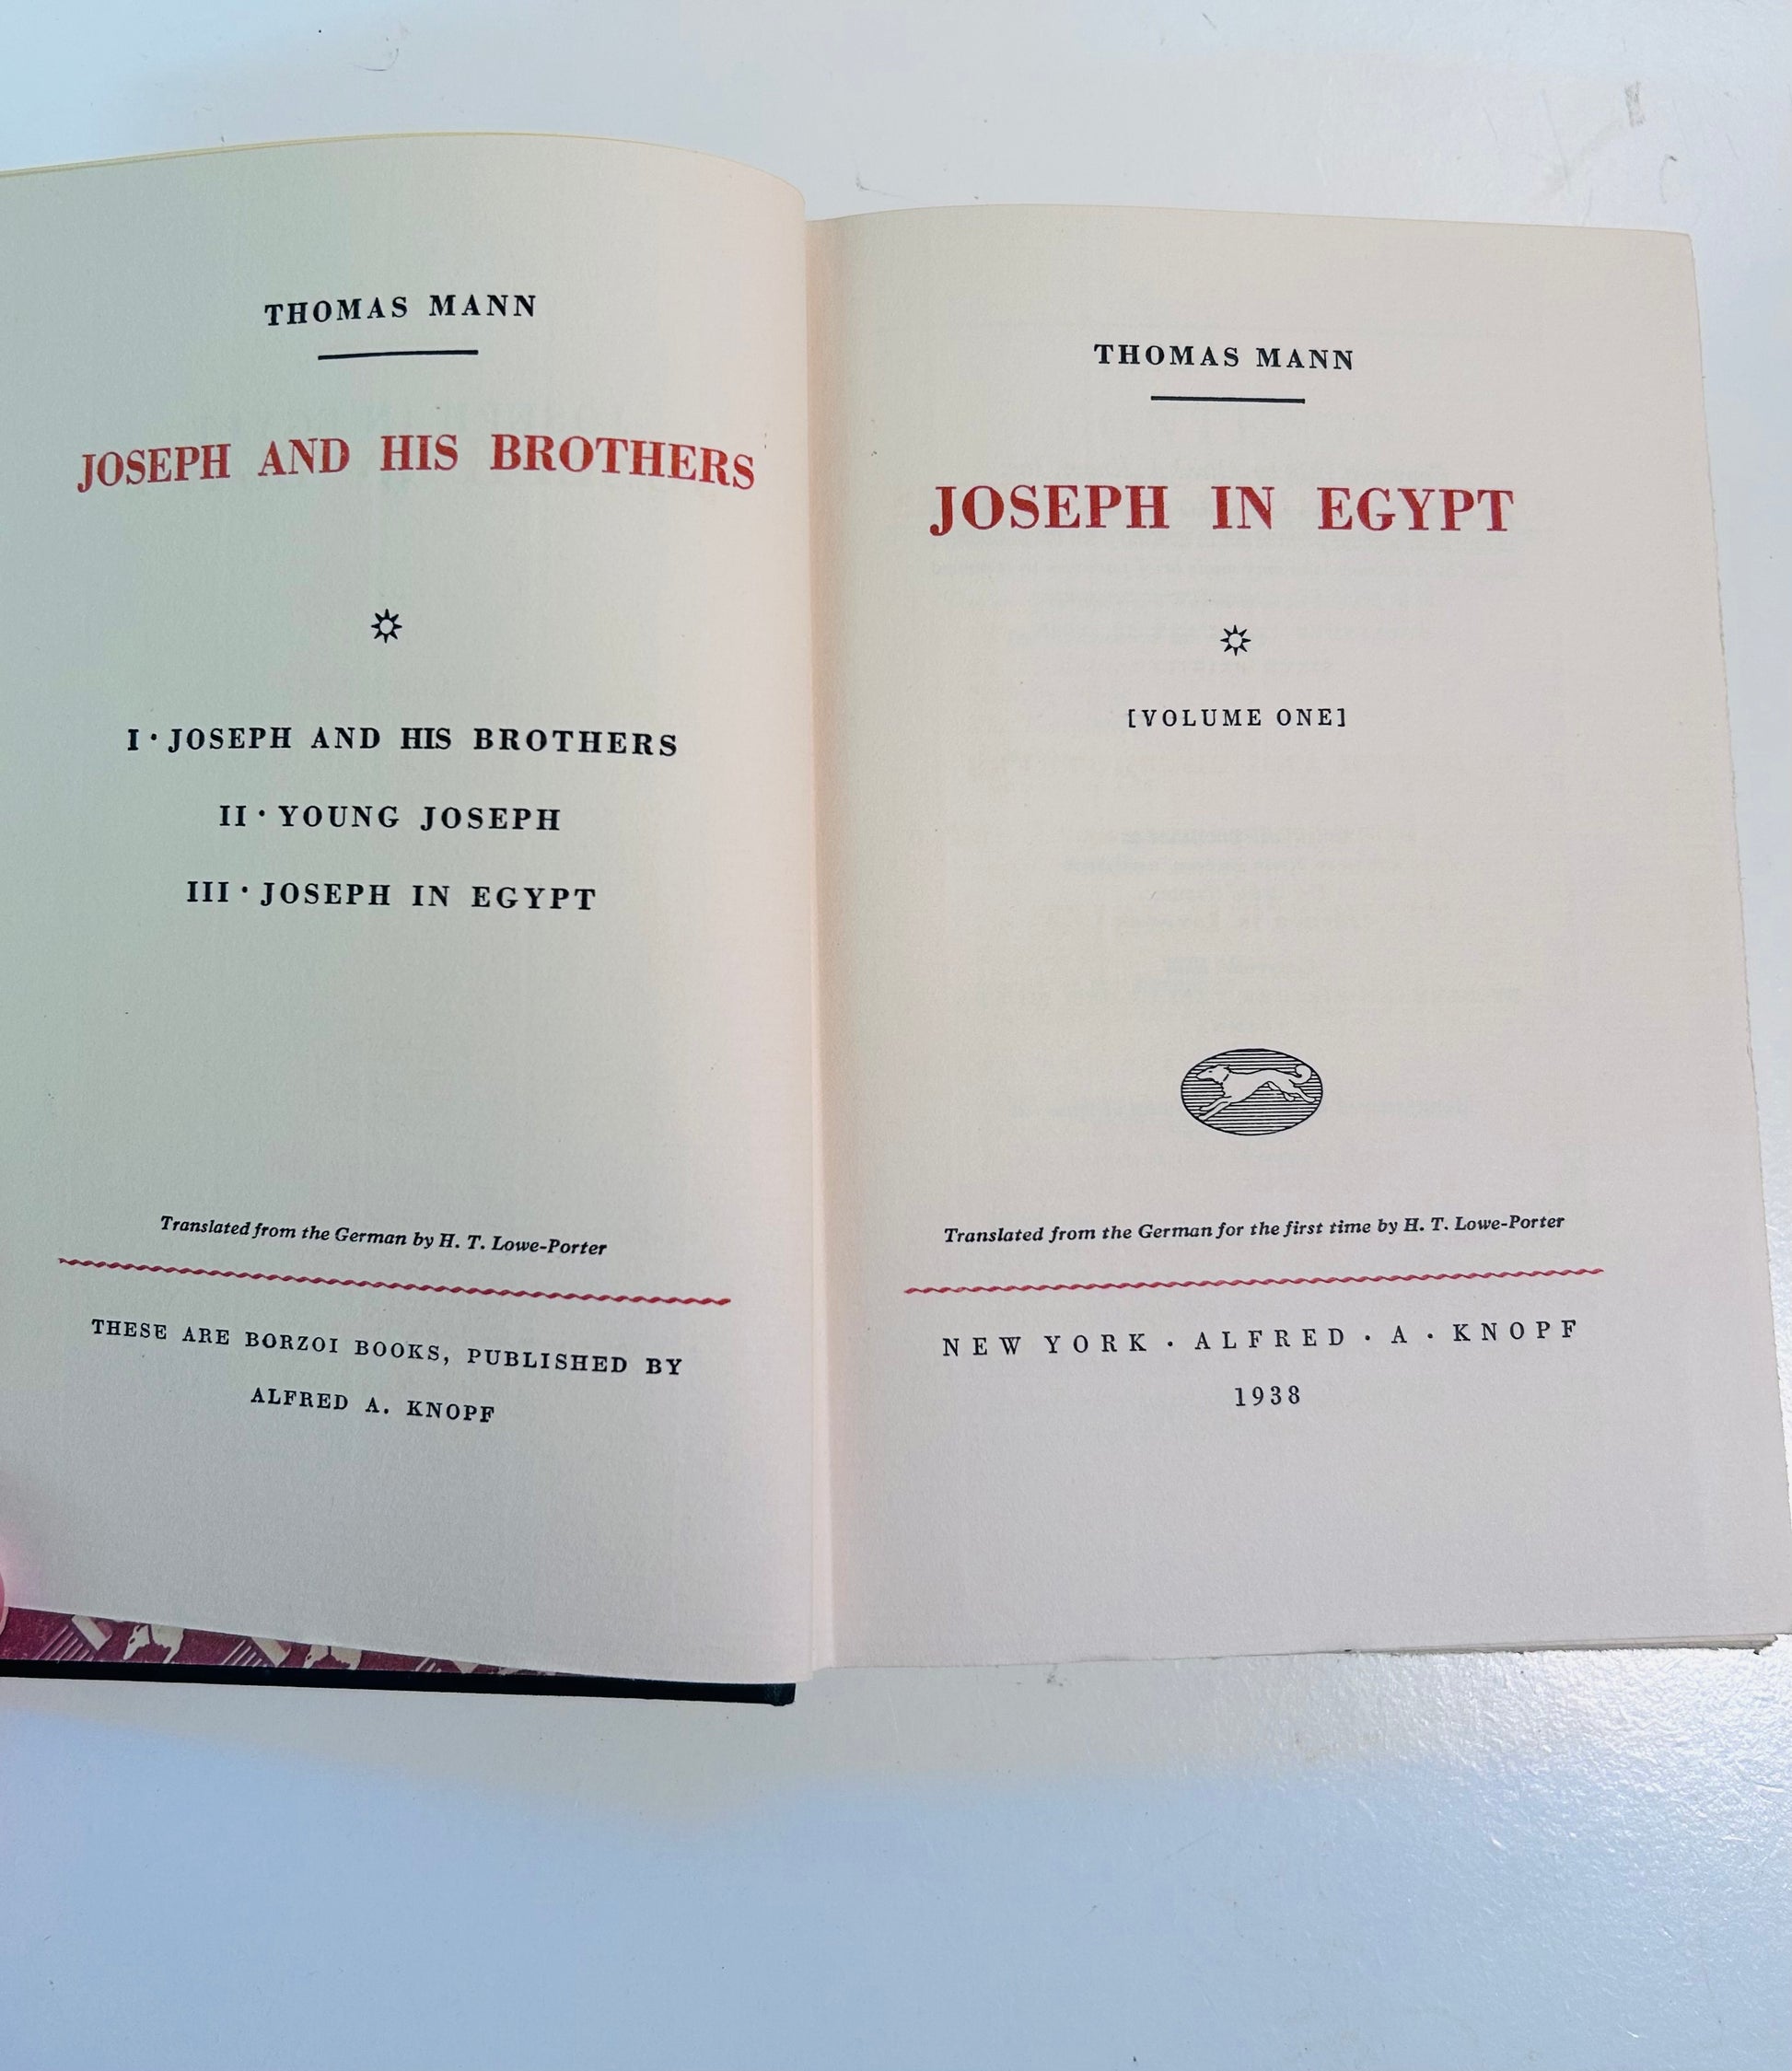 THOMAS MANN
JOSEPH AND HIS BROTHERS
I · JOSEPH AND HIS BROTHERS
II · YOUNG JOSEPH
III · JOSEPH IN EGYPT
Translated from the German by H. T. Lowe-Porter
THESE ARE BORZOI BOOKS, PUBLISHED BY
ALFRED A. KNOPF
THOMAS MANN
JOSEPH IN EGYPT
[VOLUME ONE]
Translated from the German for the first time by H. T. Lowe-Porter
NEW YORK · ALFRED · A · KNOPF
1938